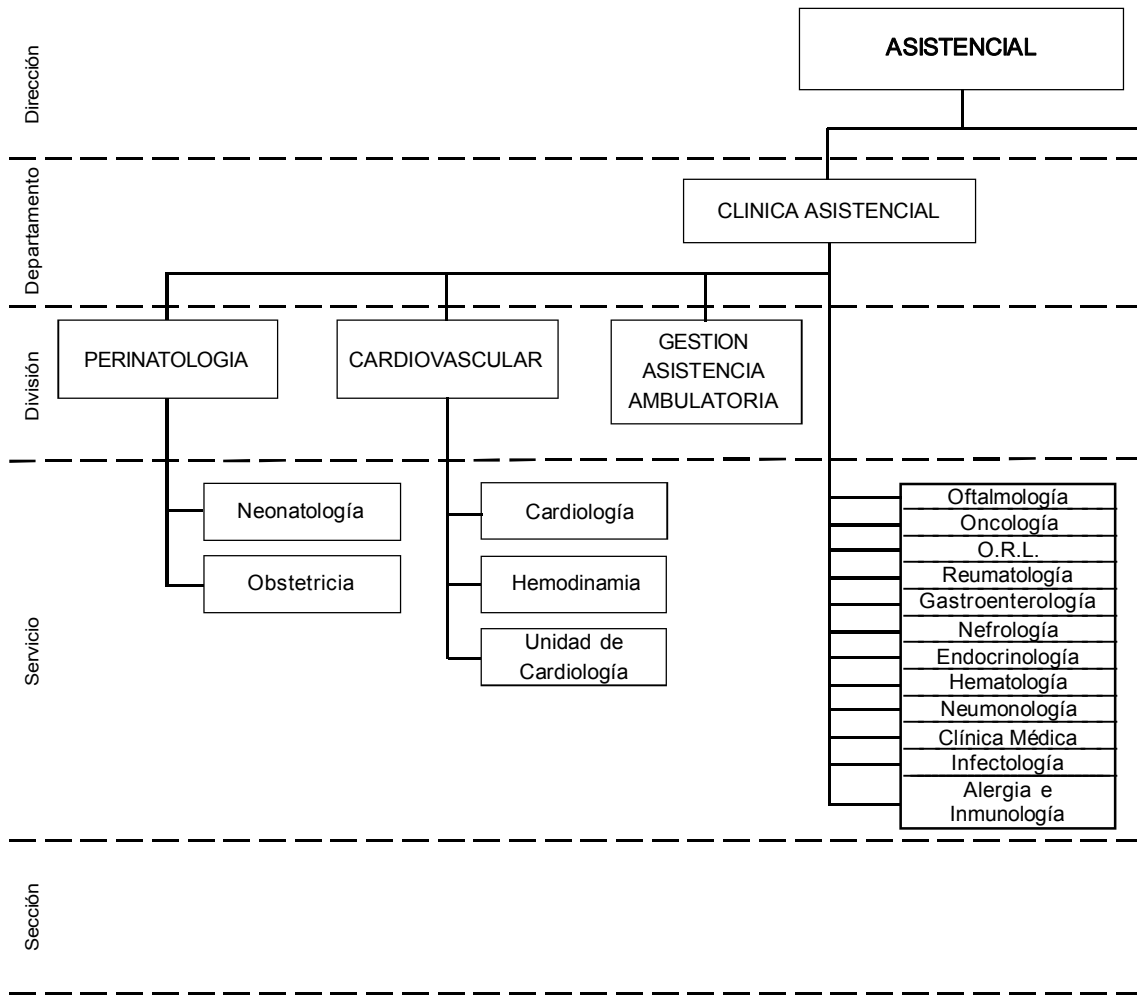 Dirección
ASISTENCIAL
Departamento
CLINICA ASISTENCIAL
División
PERINATOLOGIA
CARDIOVASCULAR
GESTION
ASISTENCIA
AMBULATORIA
Servicio
Neonatología
Obstetricia
Cardiología
Hemodinamia
Unidad de
Cardiología
Oftalmología
Oncología
O.R.L.
Reumatología
Gastroenterología
Nefrología
Endocrinología
Hematología
Neumonología
Clínica Médica
Infectología
Alergia e
Inmunología
Sección